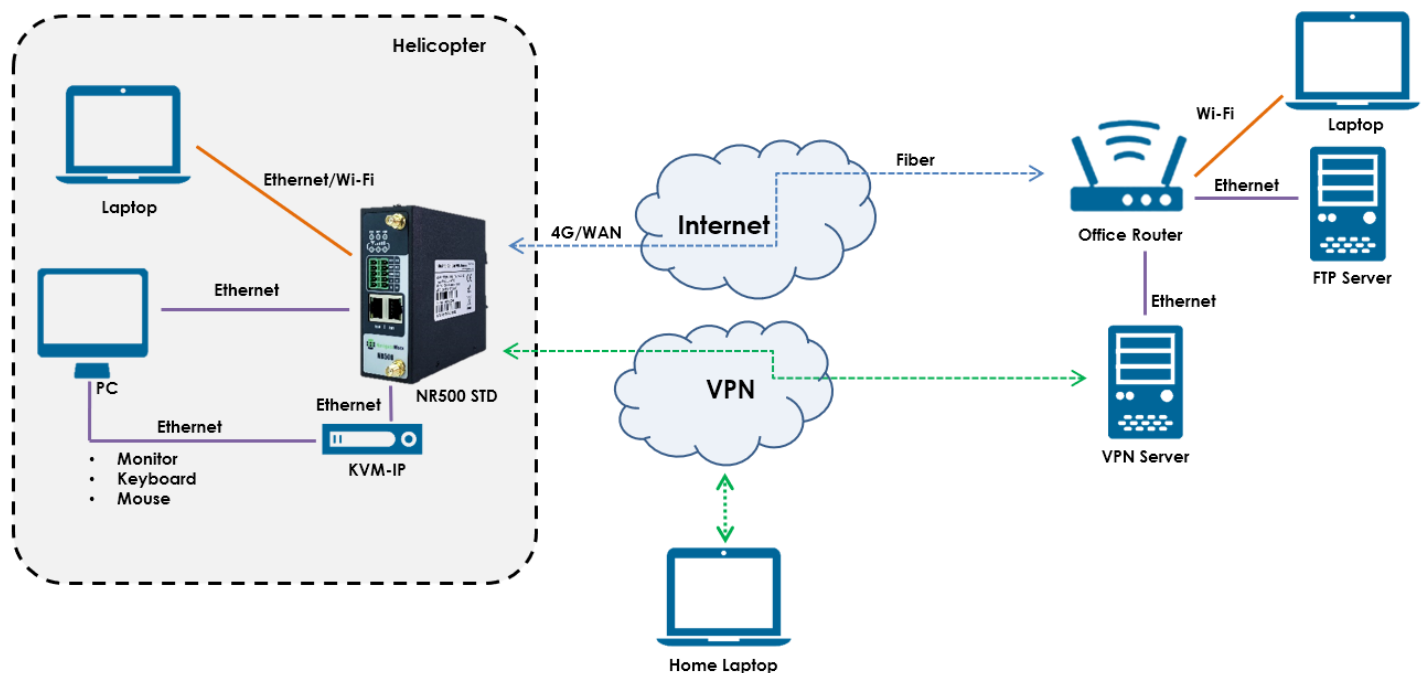 Helicopter
Laptop
Ethernet/Wi-Fi
Ethernet
PC
Ethernet
• Monitor
• Keyboard
• Mouse
Ethernet
KVM-IP
NR500
NR500 STD
4G/WAN
Internet
Fiber
VPN
Home Laptop
Wi-Fi
Laptop
Office Router
Ethernet
FTP Server
Ethernet
VPN Server